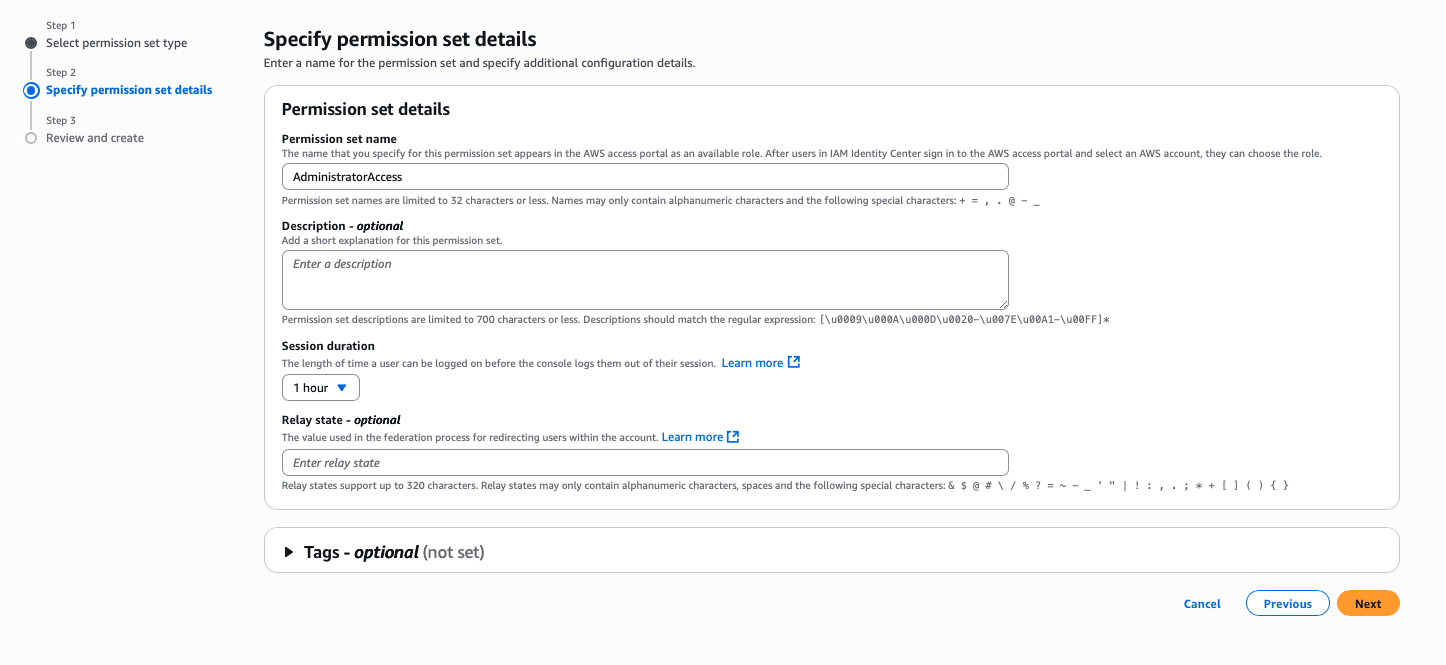 Step 1
Select permission set type
Step 2
Specify permission set details
Step 3
Review and create
Specify permission set details
Enter a name for the permission set and specify additional configuration details.
Permission set details
Permission set name
The name that you specify for this permission set appears in the AWS access portal as an available role. After users in IAM Identity Center sign in to the AWS access portal and select an AWS account, they can choose the role.
AdministratorAccess
Permission set names are limited to 32 characters or less. Names may only contain alphanumeric characters and the following special characters: + = , . @ - _
Description - optional
Add a short explanation for this permission set.
Enter a description
Permission set descriptions are limited to 700 characters or less. Descriptions should match the regular expression: [\u0009\u000A\u000D\u0020-\u007E\u00A1-\u00FF]*
Session duration
The length of time a user can be logged on before the console logs them out of their session. Learn more
1 hour
Relay state - optional
The value used in the federation process for redirecting users within the account. Learn more
Enter relay state
Relay states support up to 320 characters. Relay states may only contain alphanumeric characters, spaces and the following special characters: & $ @ # \ / % ? = ~ - _ ' " | ! : , . ; * + [ ] ( ) { }
Tags - optional (not set)
Cancel
Previous
Next